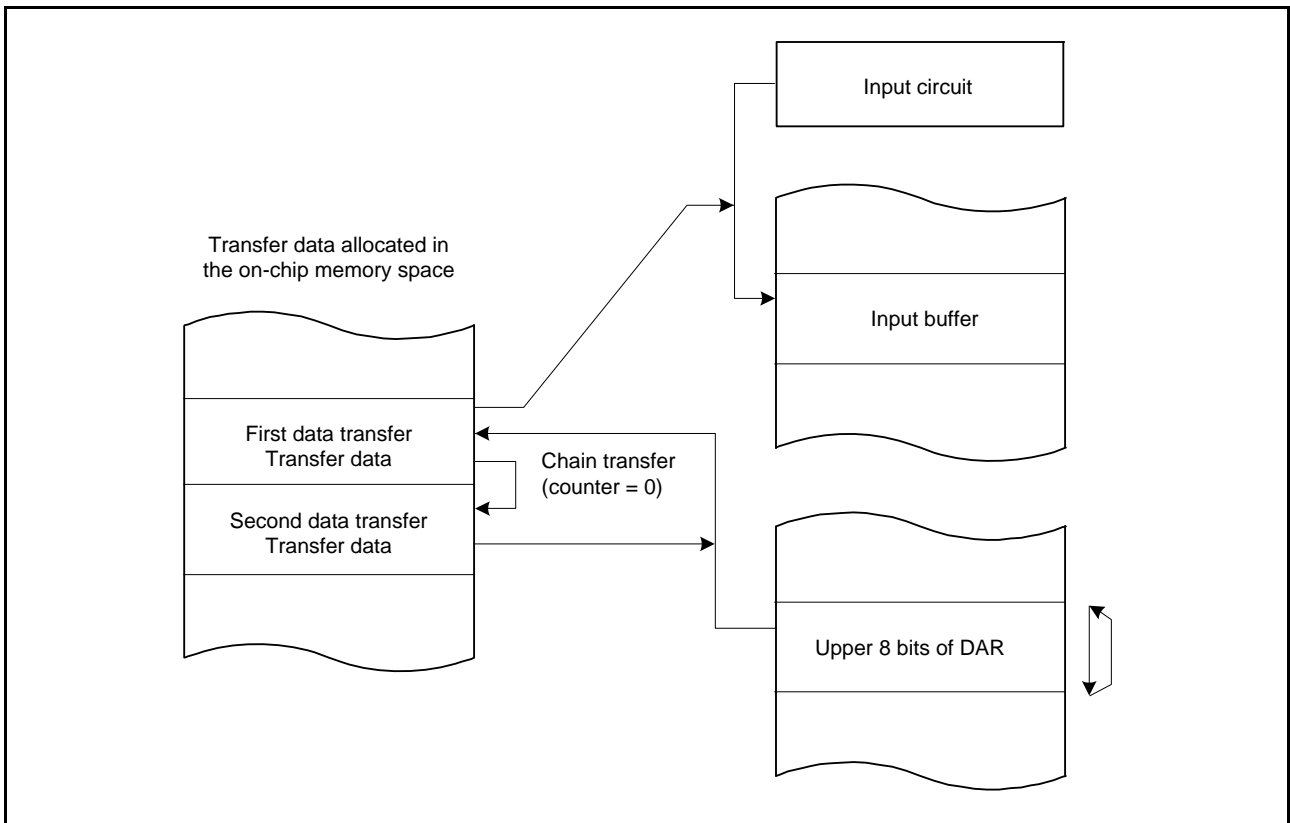 Input circuit
Transfer data allocated in
the on-chip memory space
Input buffer
First data transfer
Transfer data
Chain transfer
(counter = 0)
Second data transfer
Transfer data
Upper 8 bits of DAR